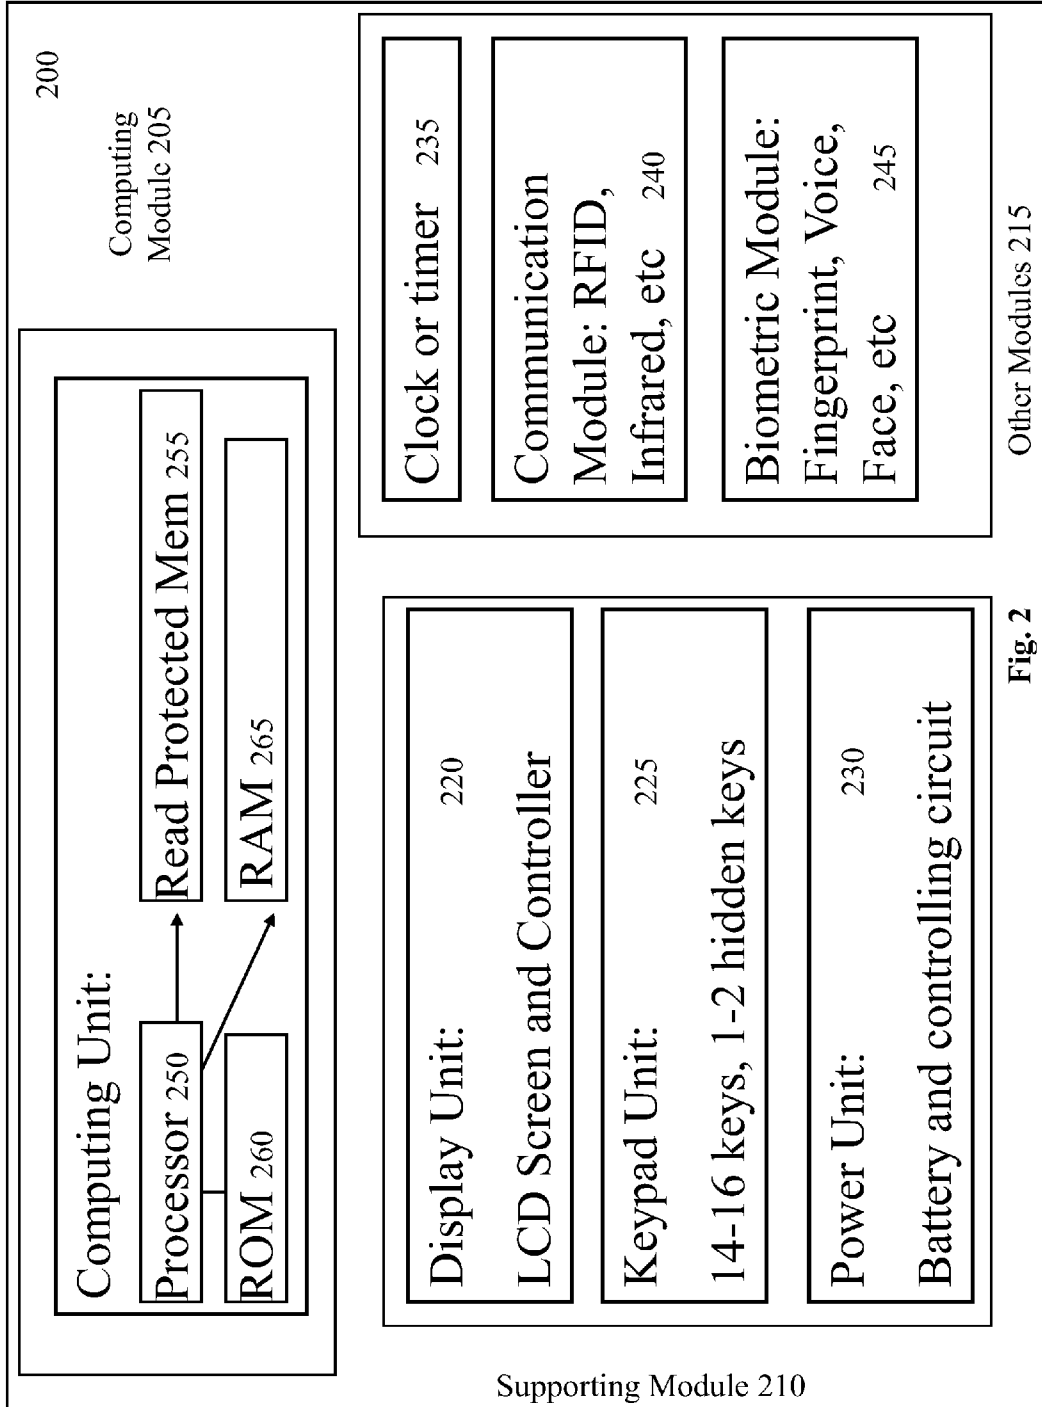 200
Computing
Module 205
Computing Unit:
Processor 250
Read Protected Mem 255
ROM 260
RAM 265
Display Unit:
220
LCD Screen and Controller
Keypad Unit:
225
14-16 keys, 1-2 hidden keys
Power Unit:
230
Battery and controlling circuit
Supporting Module 210
Clock or timer 235
Communication
Module: RFID,
Infrared, etc 240
Biometric Module:
Fingerprint, Voice,
Face, etc 245
Other Modules 215
Fig. 2